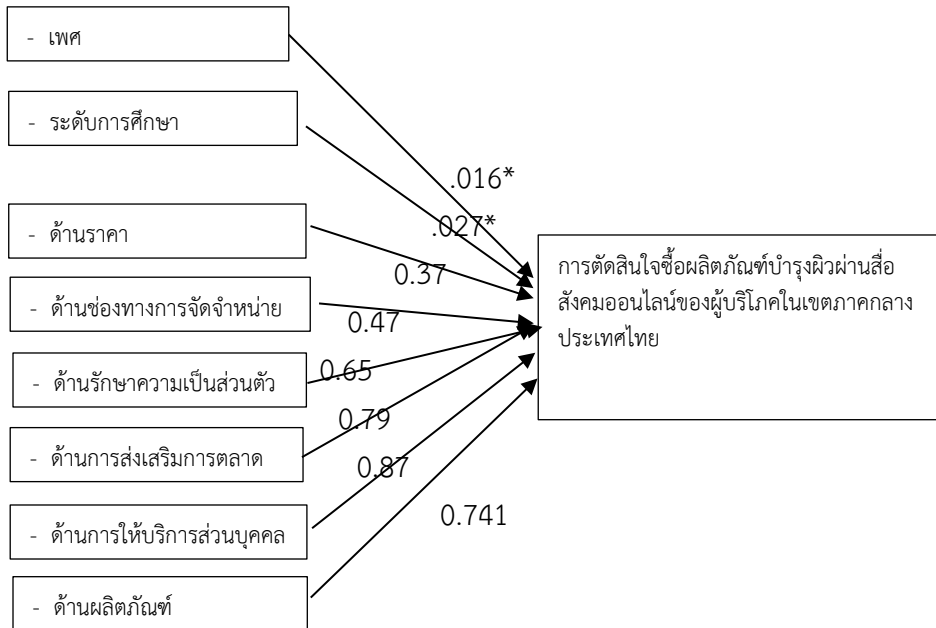 - เพศ
- ระดับการศึกษา
.016*
.027*
- ด้านราคา
0.37
- ด้านช่องทางการจัดจำหน่าย
0.47
- ด้านรักษาความเป็นส่วนตัว
0.65
- ด้านการส่งเสริมการตลาด
0.79
- ด้านการให้บริการส่วนบุคคล
0.87
- ด้านผลิตภัณฑ์
0.741
การตัดสินใจซื้อผลิตภัณฑ์บำรุงผิวผ่านสื่อ
สังคมออนไลน์ของผู้บริโภคในเขตภาคกลาง
ประเทศไทย